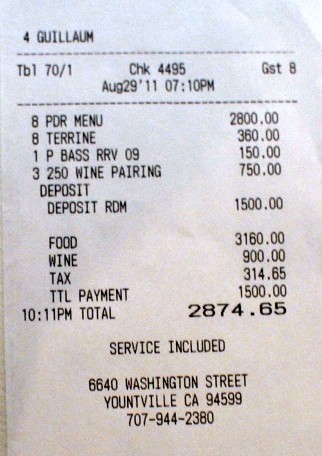 4 GUILLAUM
Tbl 70/1 Chk 4495 Gst 8
Aug29'11 07:10PM
8 PDR MENU 2800.00
8 TERRINE 360.00
1 P BASS RRV 09 150.00
3 250 WINE PAIRING 750.00
DEPOSIT
DEPOSIT RDM 1500.00
FOOD 3160.00
WINE 900.00
TAX 314.65
TTL PAYMENT 1500.00
10:11PM TOTAL 2874.65
SERVICE INCLUDED
6640 WASHINGTON STREET
YOUNTVILLE CA 94599
707-944-2380